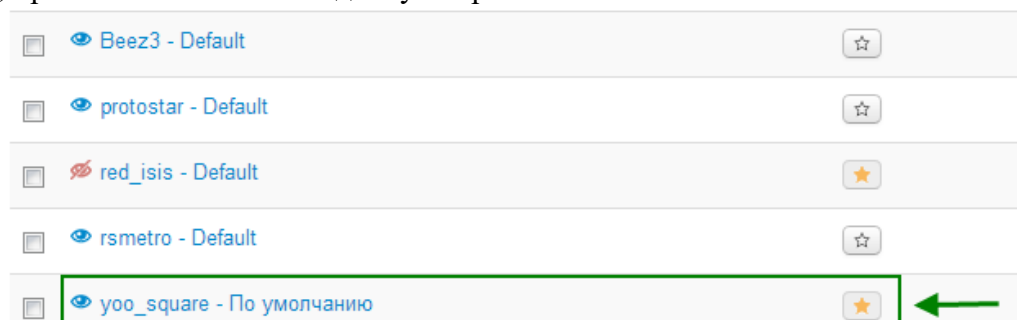 Beez3 - Default
protostar - Default
red_isis - Default
rsmetro - Default
yoo_square - По умолчанию